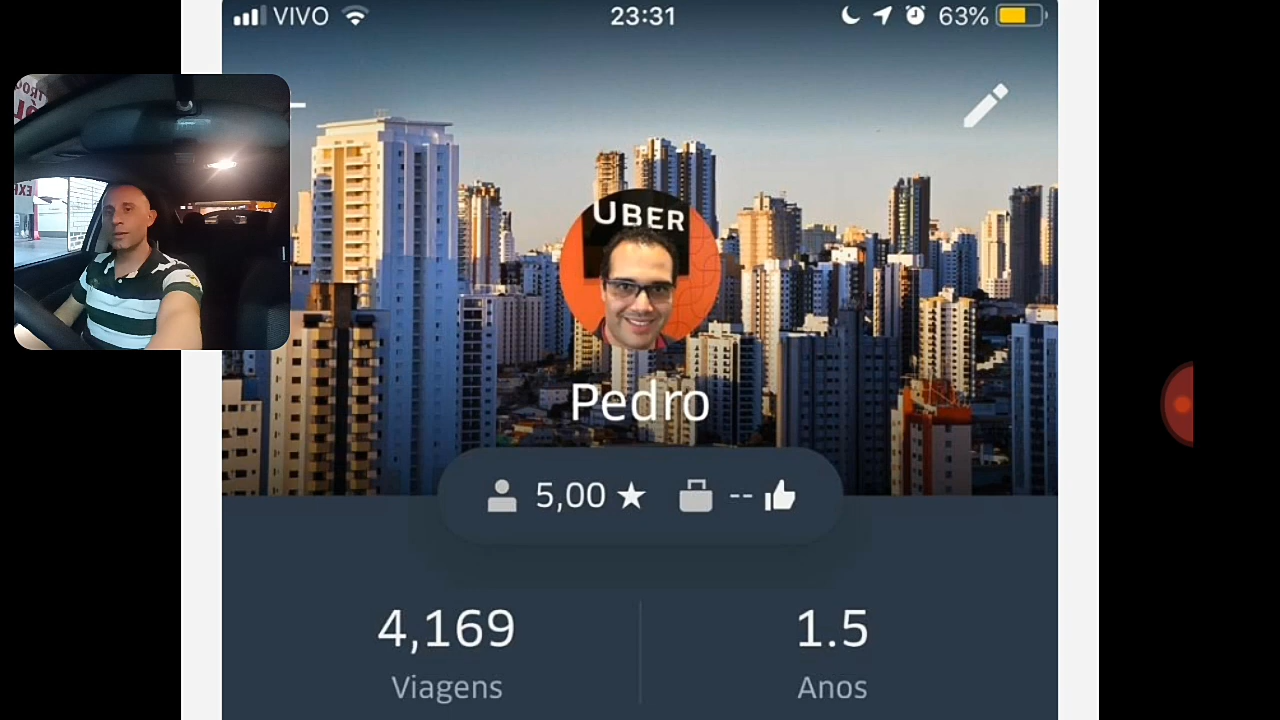 VIVO 23:31 63%
UBER
Pedro
5,00 --
4,169 1.5
Viagens Anos